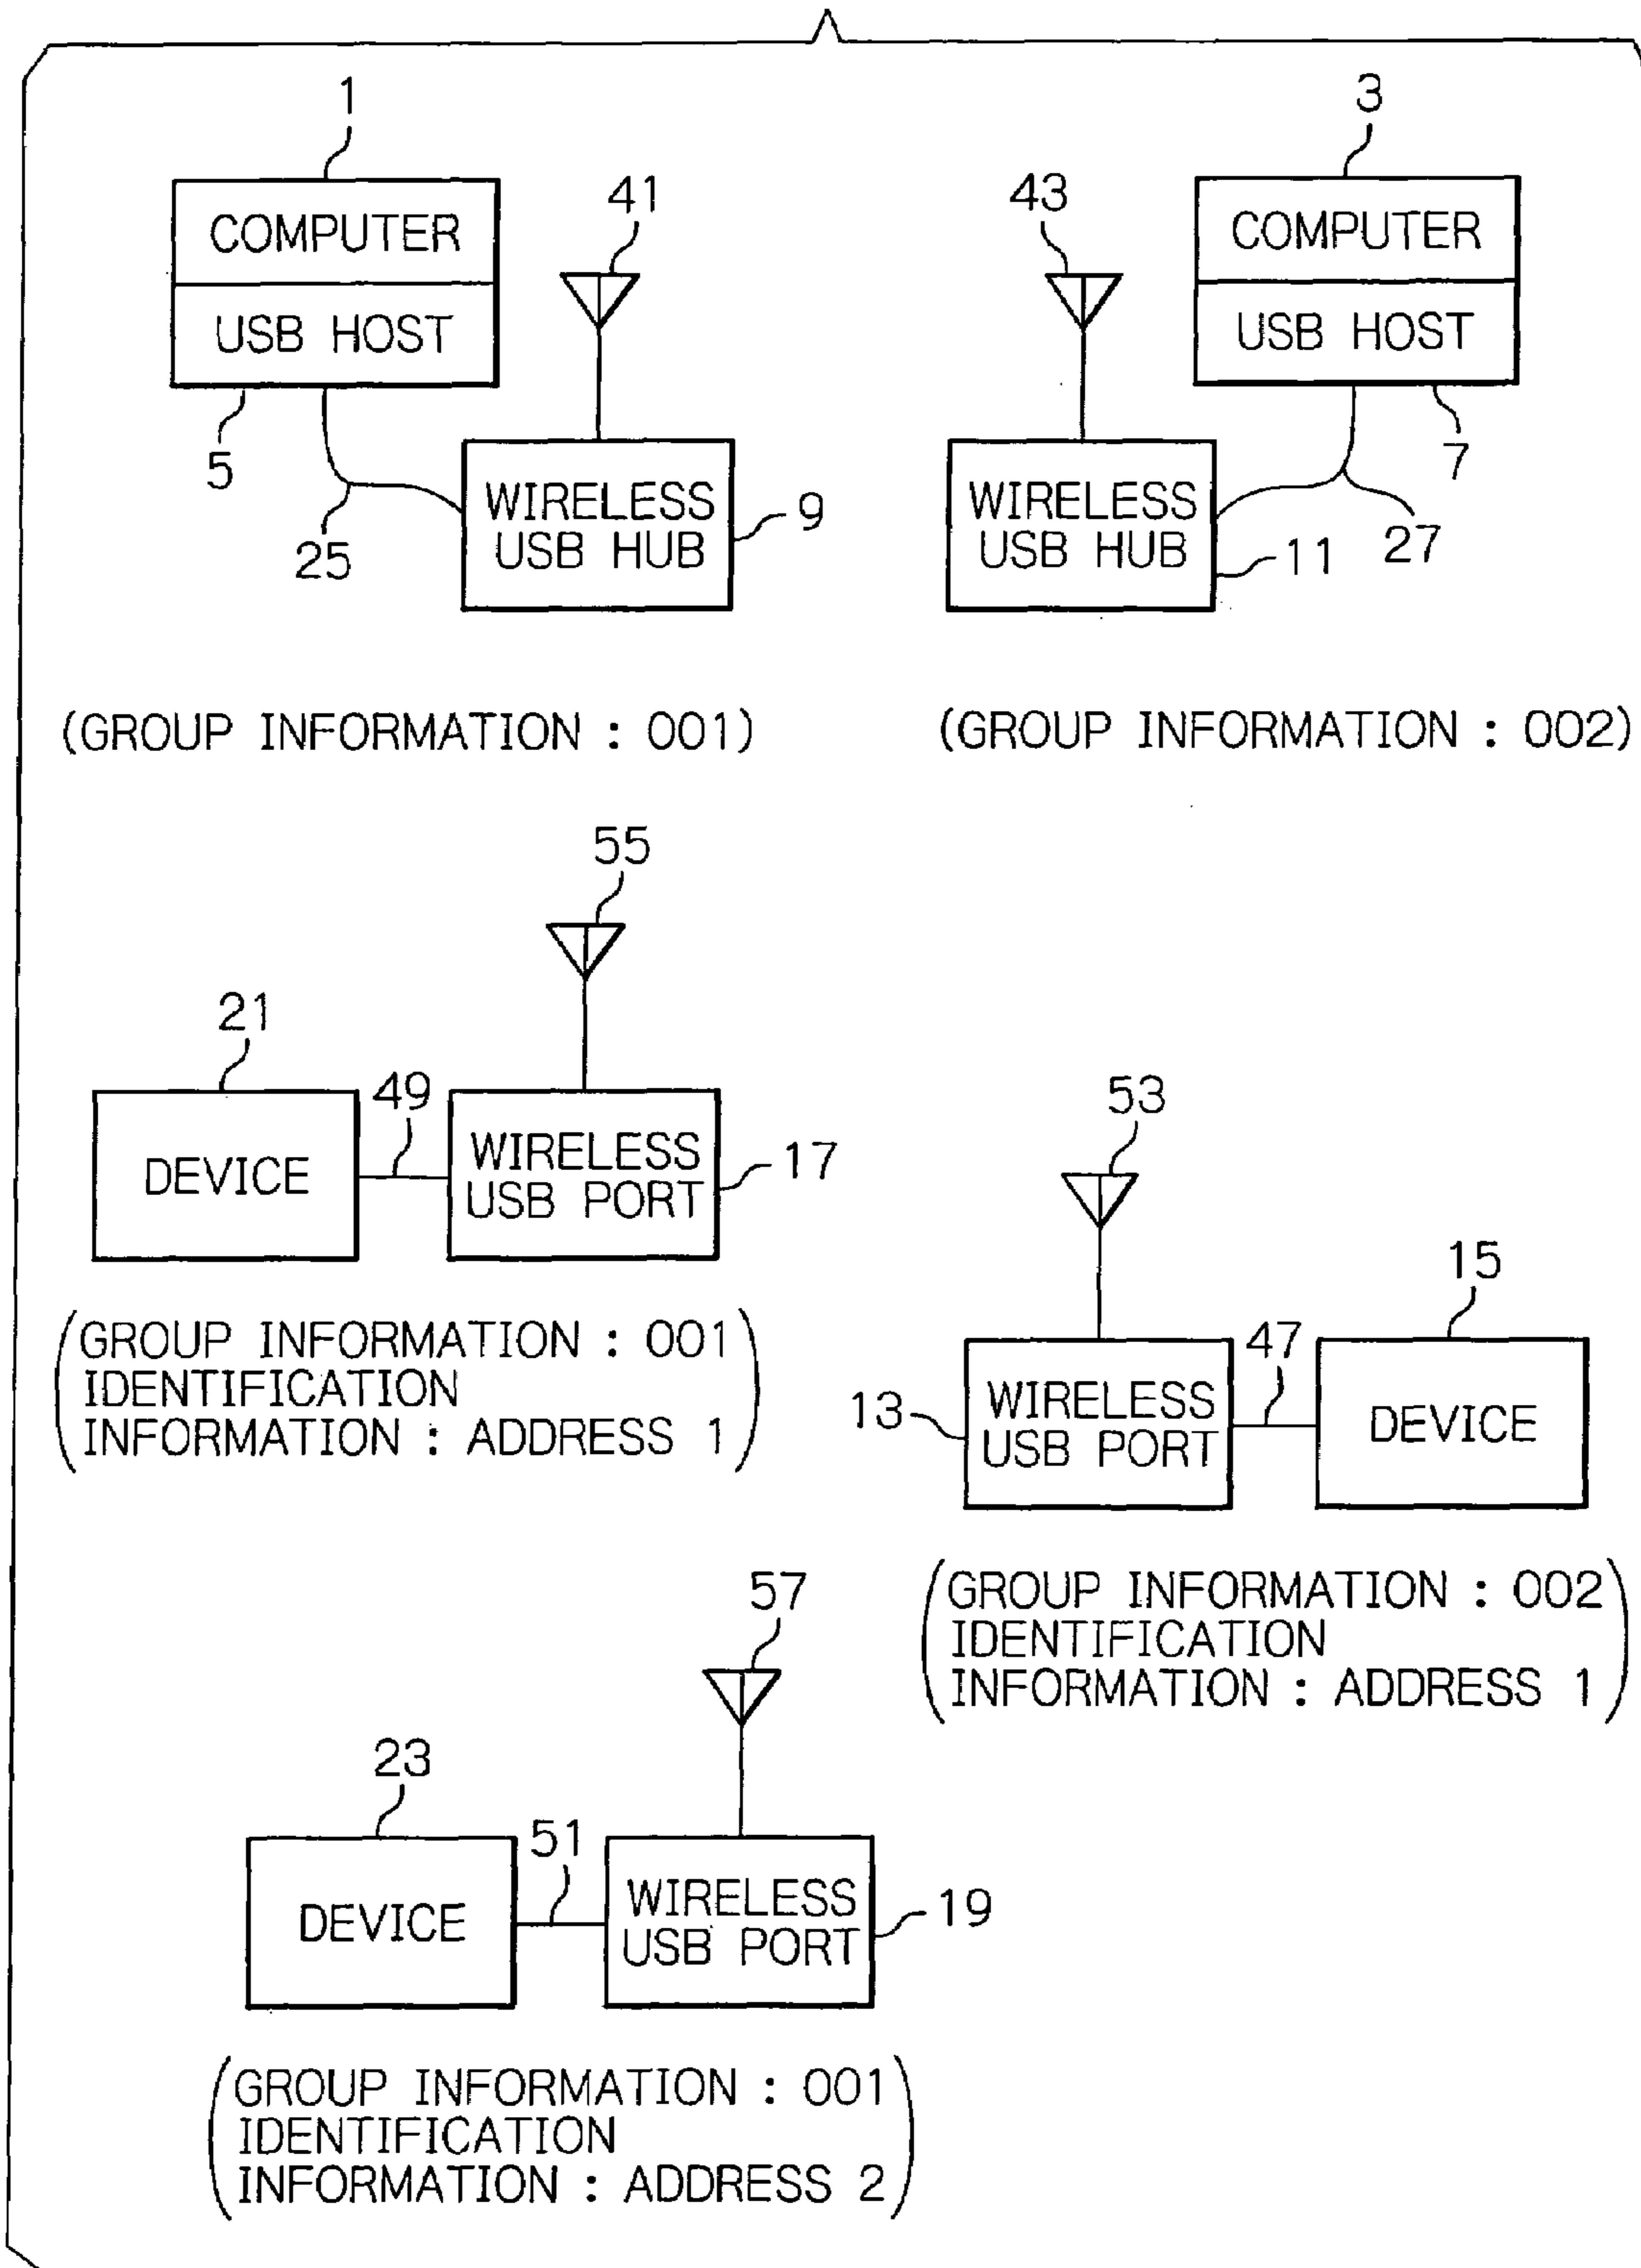 1
3
41
43
COMPUTER
COMPUTER
USB HOST
USB HOST
5
7
25
27
WIRELESS
USB HUB
9
WIRELESS
USB HUB
11
(GROUP INFORMATION : 001)
(GROUP INFORMATION : 002)
55
21
49
DEVICE
WIRELESS
USB PORT
17
(GROUP INFORMATION : 001
IDENTIFICATION
INFORMATION : ADDRESS 1)
53
15
47
13
WIRELESS
USB PORT
DEVICE
(GROUP INFORMATION : 002
IDENTIFICATION
INFORMATION : ADDRESS 1)
57
23
51
DEVICE
WIRELESS
USB PORT
19
(GROUP INFORMATION : 001
IDENTIFICATION
INFORMATION : ADDRESS 2)